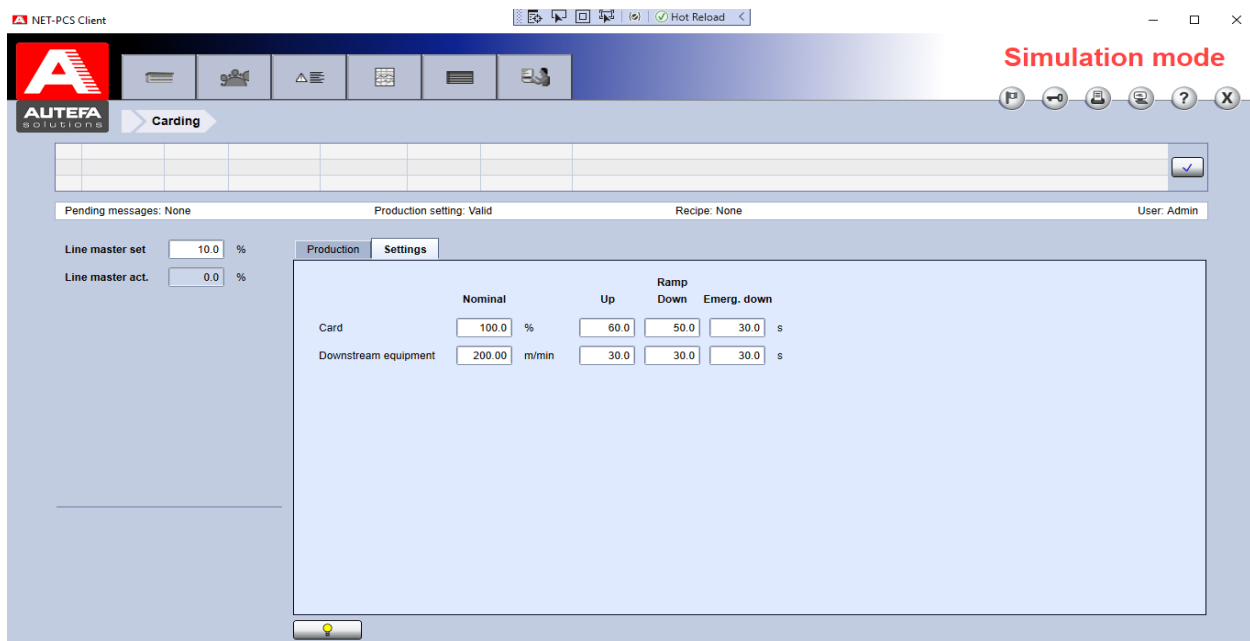 NET-PCS Client
Hot Reload
Simulation mode
AUTEFA
solutions
Carding
Pending messages: None Production setting: Valid Recipe: None User: Admin
Line master set 10.0 %
Line master act. 0.0 %
Production Settings
Ramp
Nominal Up Down Emerg. down
Card 100.0 % 60.0 50.0 30.0 s
Downstream equipment 200.00 m/min 30.0 30.0 30.0 s